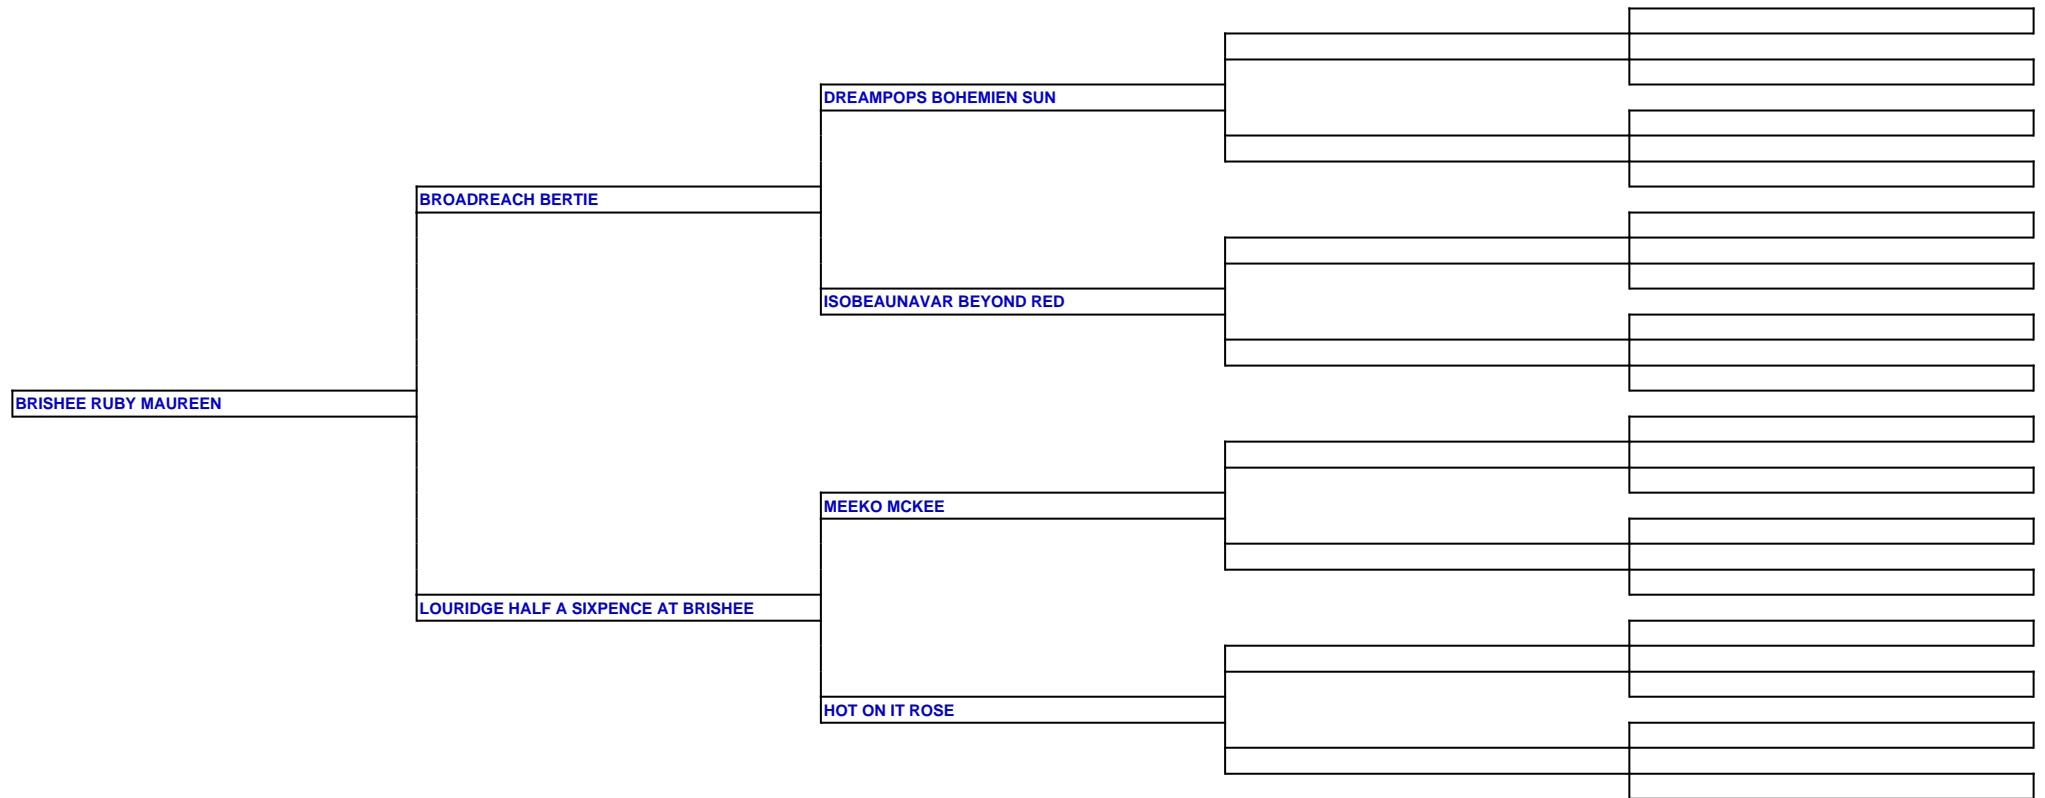 DREAMPOPS BOHEMIEN SUN
BROADREACH BERTIE
ISOBEAUNAVAR BEYOND RED
BRISHEE RUBY MAUREEN
MEEKO MCKEE
LOURIDGE HALF A SIXPENCE AT BRISHEE
HOT ON IT ROSE